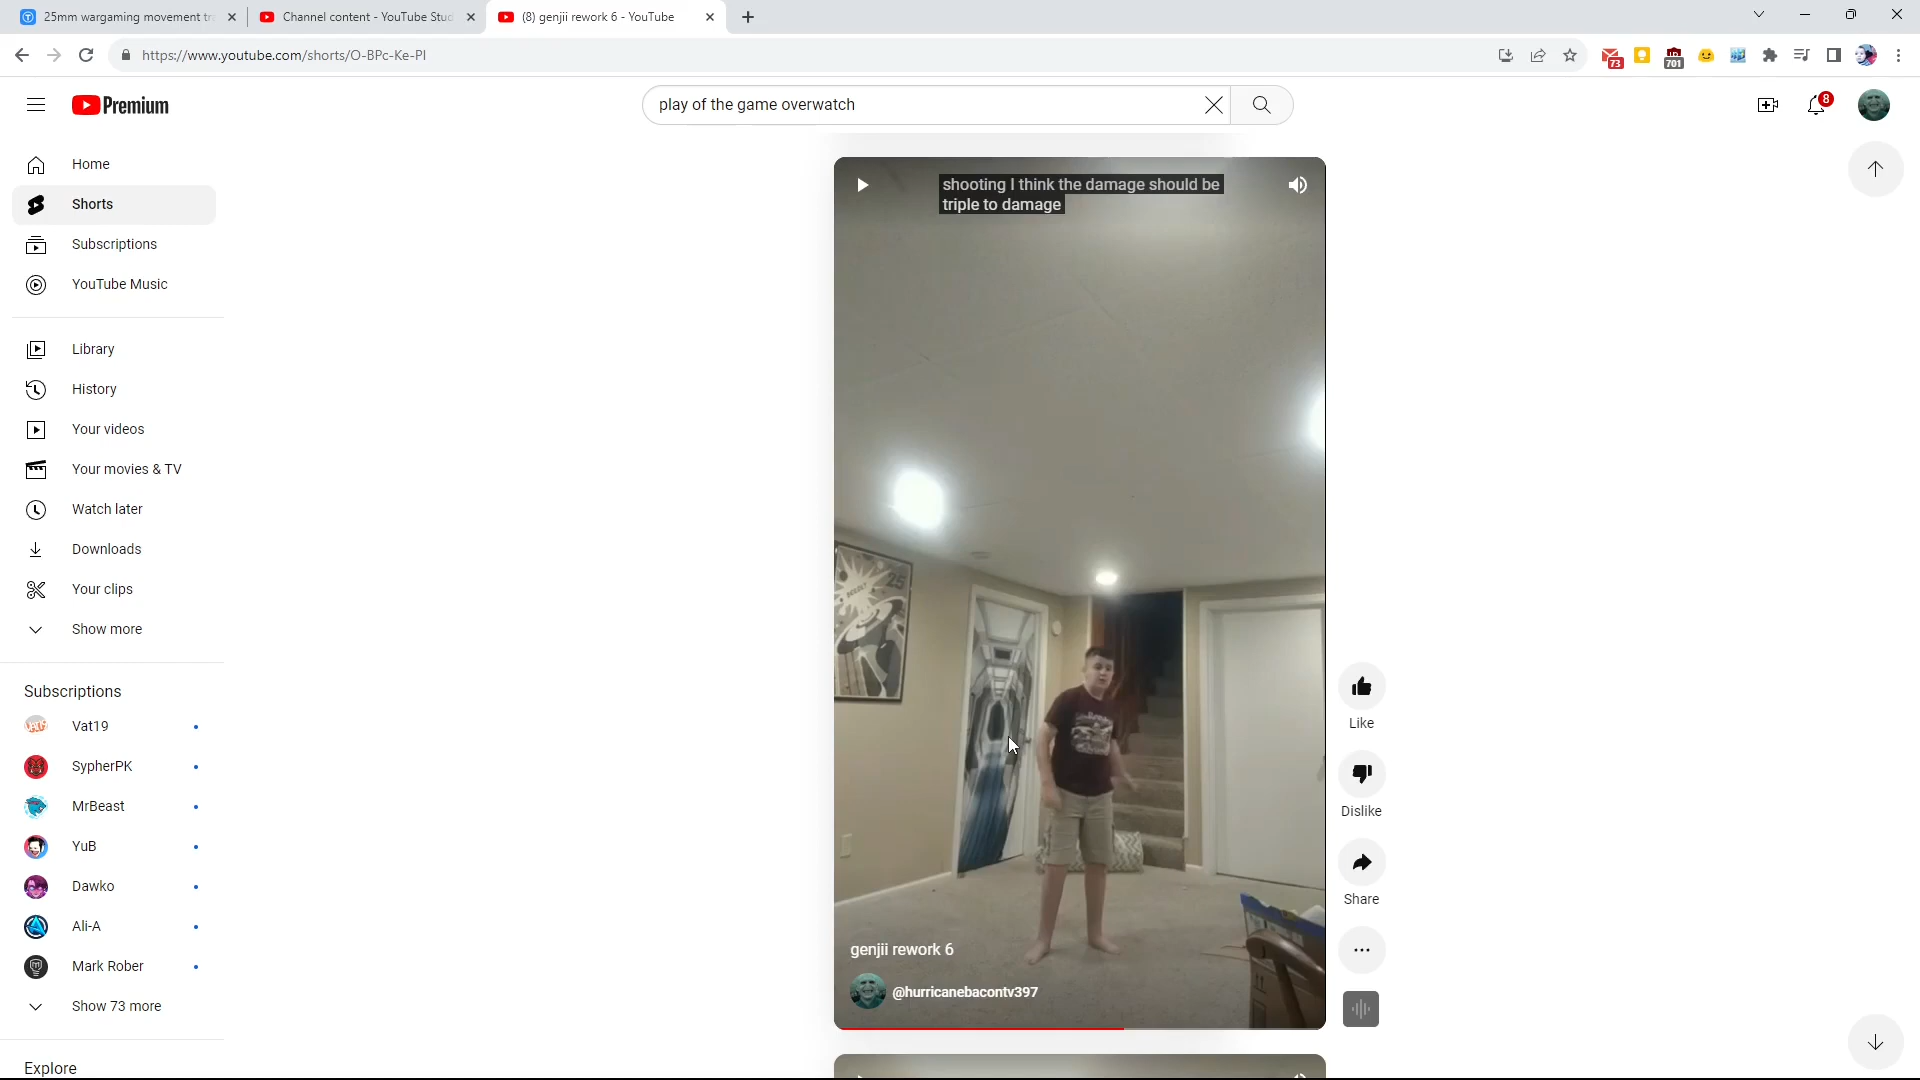 25mm wargaming movement tr
Channel content - YouTube Stud
(8) genjii rework 6 - YouTube
https://www.youtube.com/shorts/O-BPc-Ke-PI
73
701
Premium
play of the game overwatch
8
Home
Shorts
Subscriptions
YouTube Music
Library
History
Your videos
Your movies & TV
Watch later
Downloads
Your clips
Show more
Subscriptions
Vat19
SypherPK
MrBeast
YuB
Dawko
Ali-A
Mark Rober
Show 73 more
Explore
shooting I think the damage should be
triple to damage
25
genjii rework 6
@hurricanebacontv397
Like
Dislike
Share